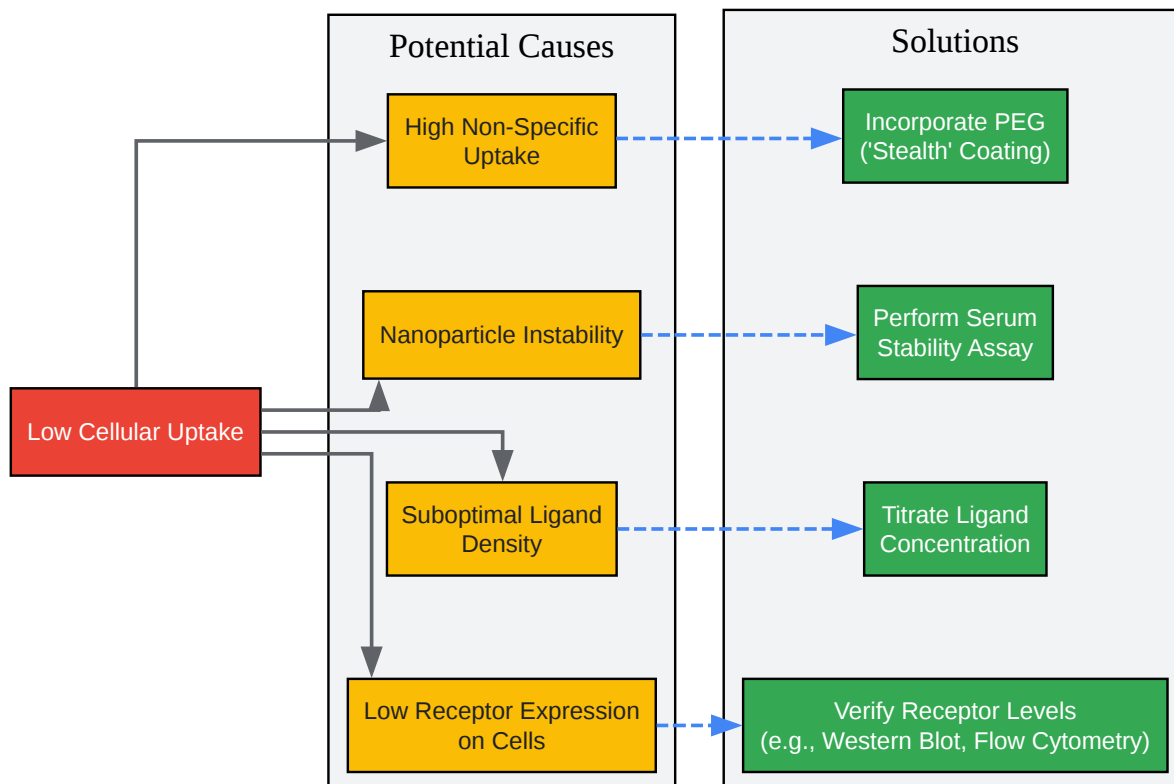 Potential Causes
Solutions
High Non-Specific
Uptake
Incorporate PEG
('Stealth' Coating)
Nanoparticle Instability
Perform Serum
Stability Assay
Low Cellular Uptake
Suboptimal Ligand
Density
Titrate Ligand
Concentration
Low Receptor Expression
on Cells
Verify Receptor Levels
(e.g., Western Blot, Flow Cytometry)